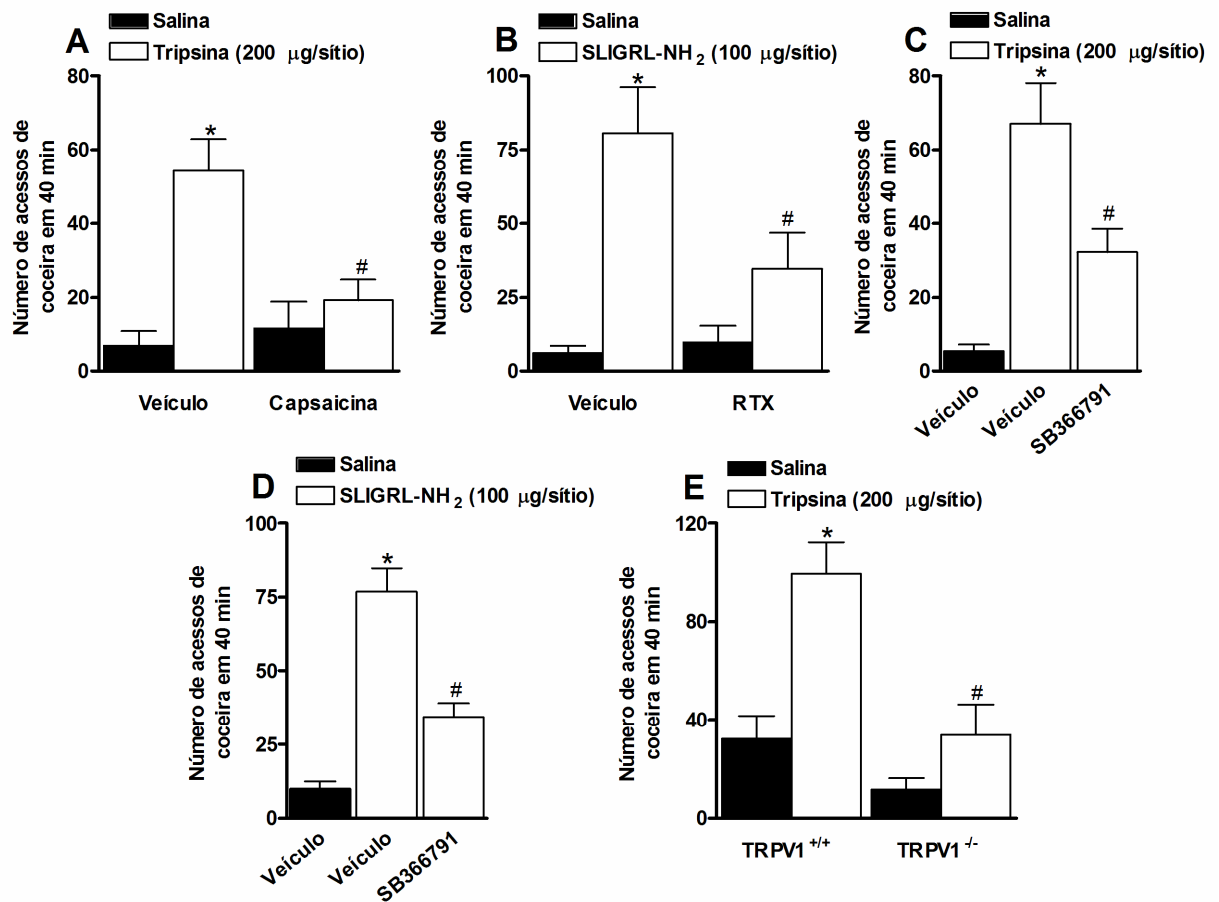 A
Salina
Tripsina (200 μg/sítio)
Número de acessos de
coceira em 40 min
80
60
40
20
0
*
#
Veículo
Capsaicina
B
Salina
SLIGRL-NH2 (100 μg/sítio)
Número de acessos de
coceira em 40 min
100
75
50
25
0
*
#
Veículo
RTX
C
Salina
Tripsina (200 μg/sítio)
Número de acessos de
coceira em 40 min
80
60
40
20
0
*
#
Veículo
Veículo
SB366791
D
Salina
SLIGRL-NH2 (100 μg/sítio)
Número de acessos de
coceira em 40 min
100
75
50
25
0
*
#
Veículo
Veículo
SB366791
E
Salina
Tripsina (200 μg/sítio)
Número de acessos de
coceira em 40 min
120
80
40
0
*
#
TRPV1 +/+
TRPV1 -/-